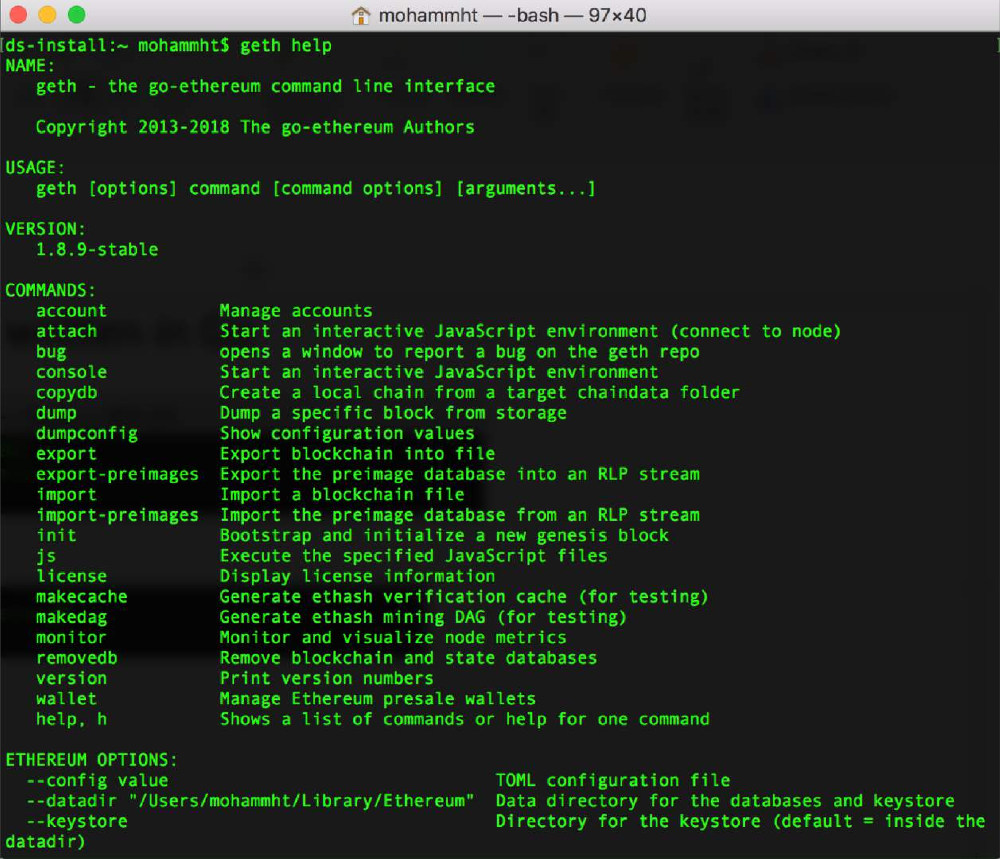 mohammht — -bash — 97×40
ds-install:~ mohammht$ geth help
NAME:
geth - the go-ethereum command line interface
Copyright 2013-2018 The go-ethereum Authors
USAGE:
geth [options] command [command options] [arguments...]
VERSION:
1.8.9-stable
COMMANDS:
account Manage accounts
attach Start an interactive JavaScript environment (connect to node)
bug opens a window to report a bug on the geth repo
console Start an interactive JavaScript environment
copydb Create a local chain from a target chaindata folder
dump Dump a specific block from storage
dumpconfig Show configuration values
export Export blockchain into file
export-preimages Export the preimage database into an RLP stream
import Import a blockchain file
import-preimages Import the preimage database from an RLP stream
init Bootstrap and initialize a new genesis block
js Execute the specified JavaScript files
license Display license information
makecache Generate ethash verification cache (for testing)
makedag Generate ethash mining DAG (for testing)
monitor Monitor and visualize node metrics
removedb Remove blockchain and state databases
version Print version numbers
wallet Manage Ethereum presale wallets
help, h Shows a list of commands or help for one command
ETHEREUM OPTIONS:
--config value TOML configuration file
--datadir "/Users/mohammht/Library/Ethereum" Data directory for the databases and keystore
--keystore Directory for the keystore (default = inside the
datadir)